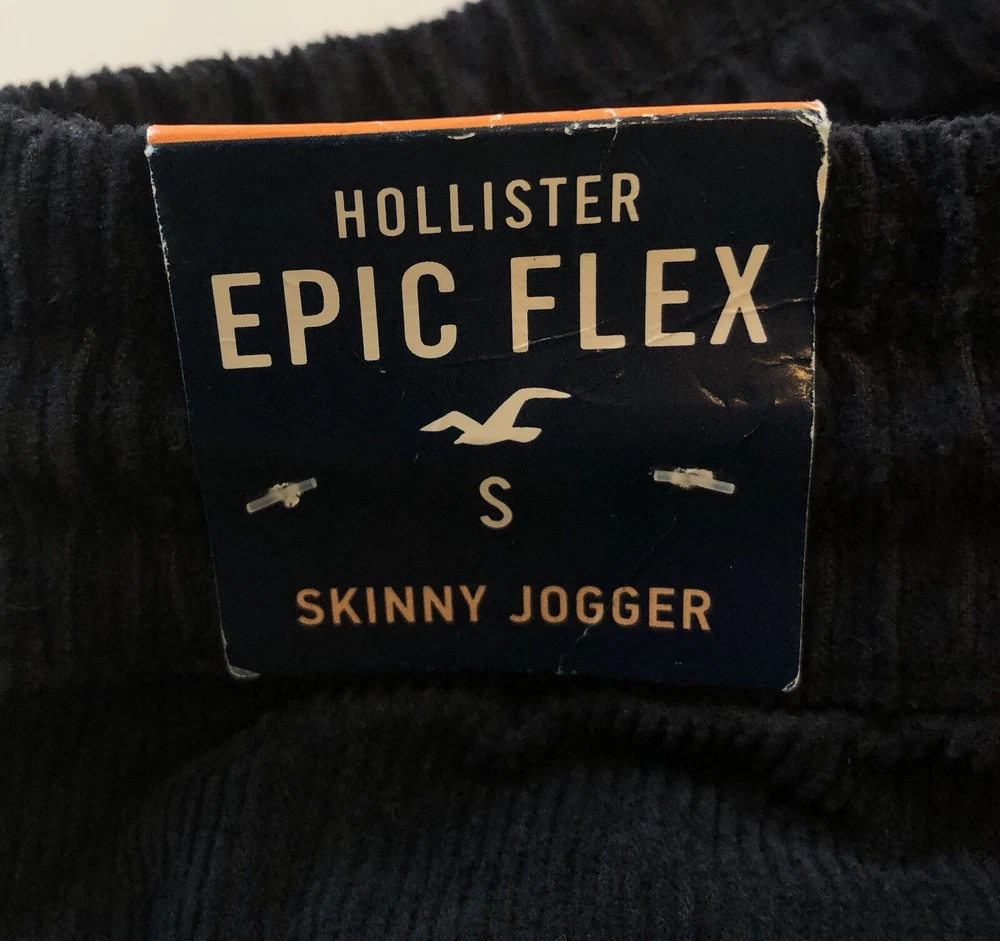 HOLLISTER
EPIC FLEX
S
SKINNY JOGGER